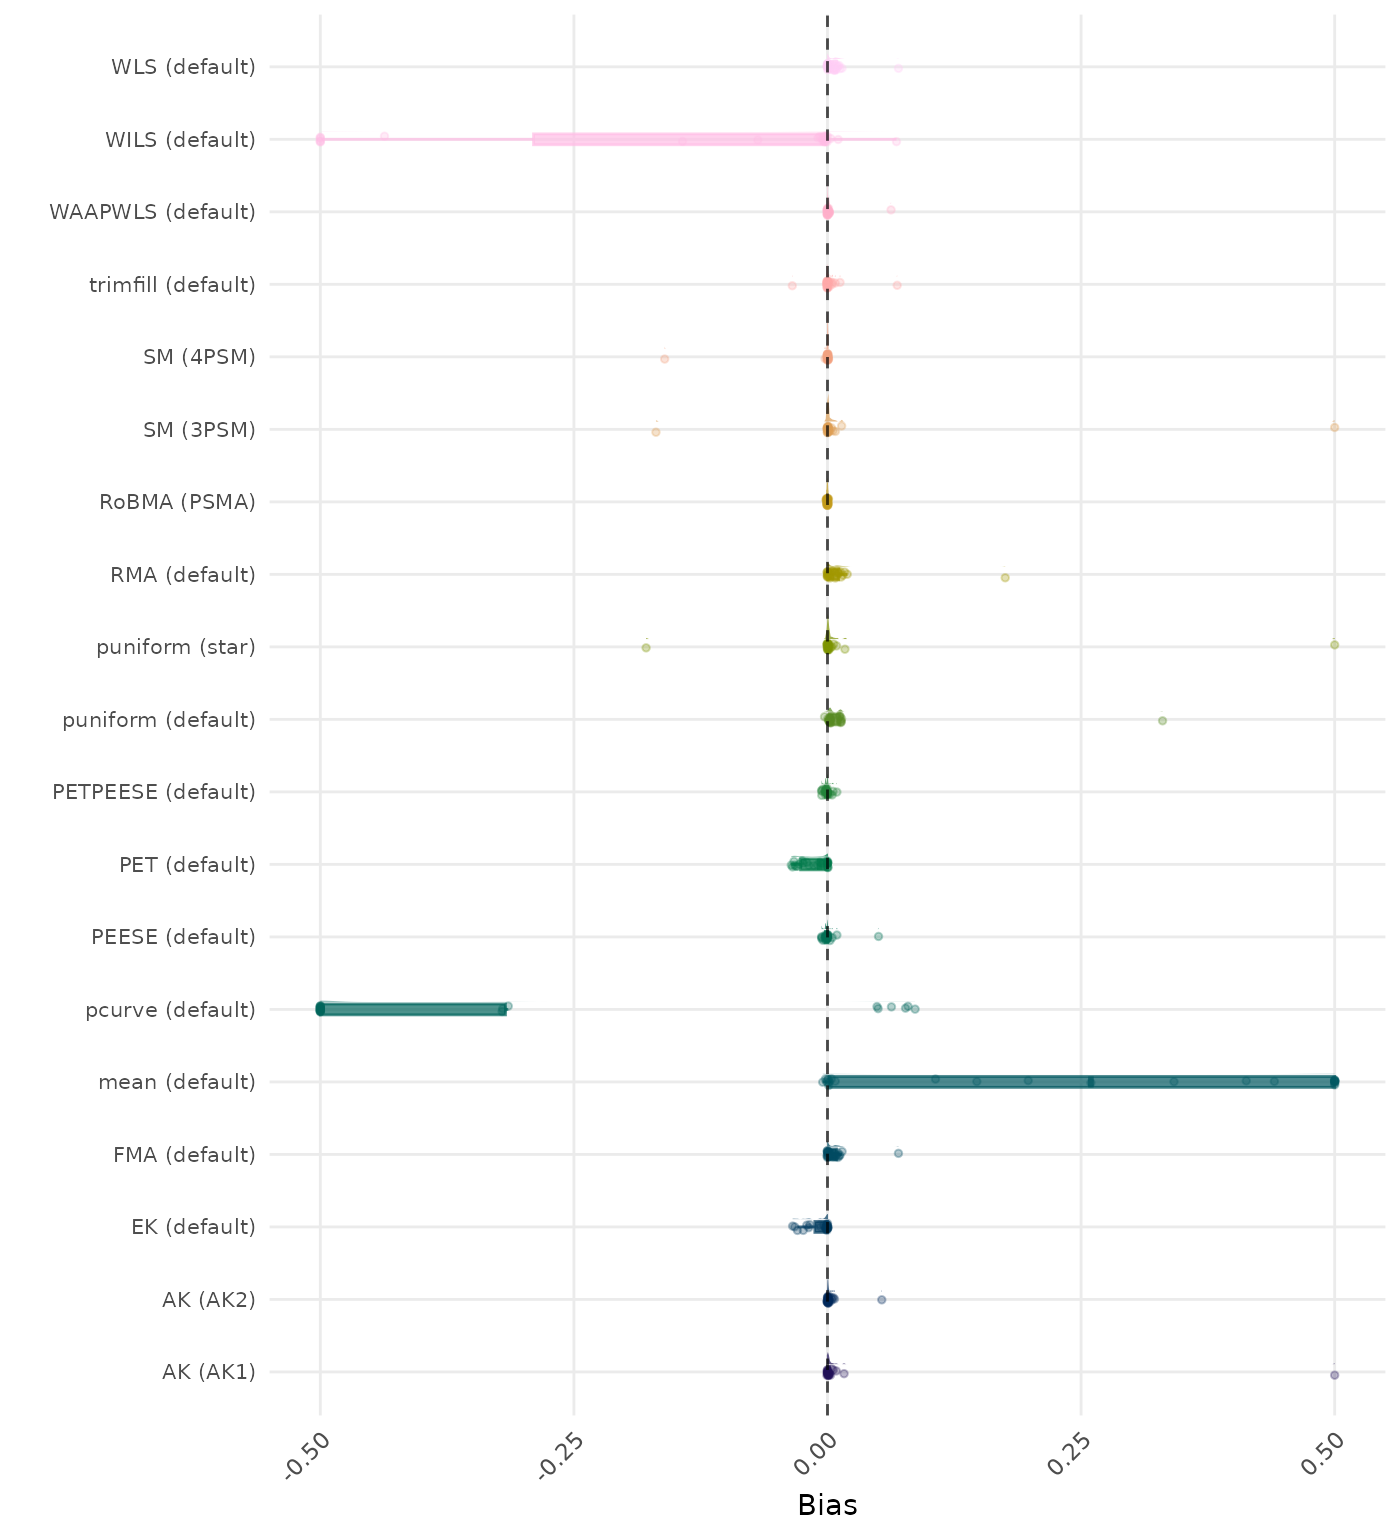 WLS (default)
WILS (default)
WAAPWLS (default)
trimfill (default)
SM (4PSM)
SM (3PSM)
RoBMA (PSMA)
RMA (default)
puniform (star)
puniform (default)
PETPEESE (default)
PET (default)
PEESE (default)
pcurve (default)
mean (default)
FMA (default)
EK (default)
AK (AK2)
AK (AK1)
-0.50
-0.25
0.00
0.25
0.50
Bias